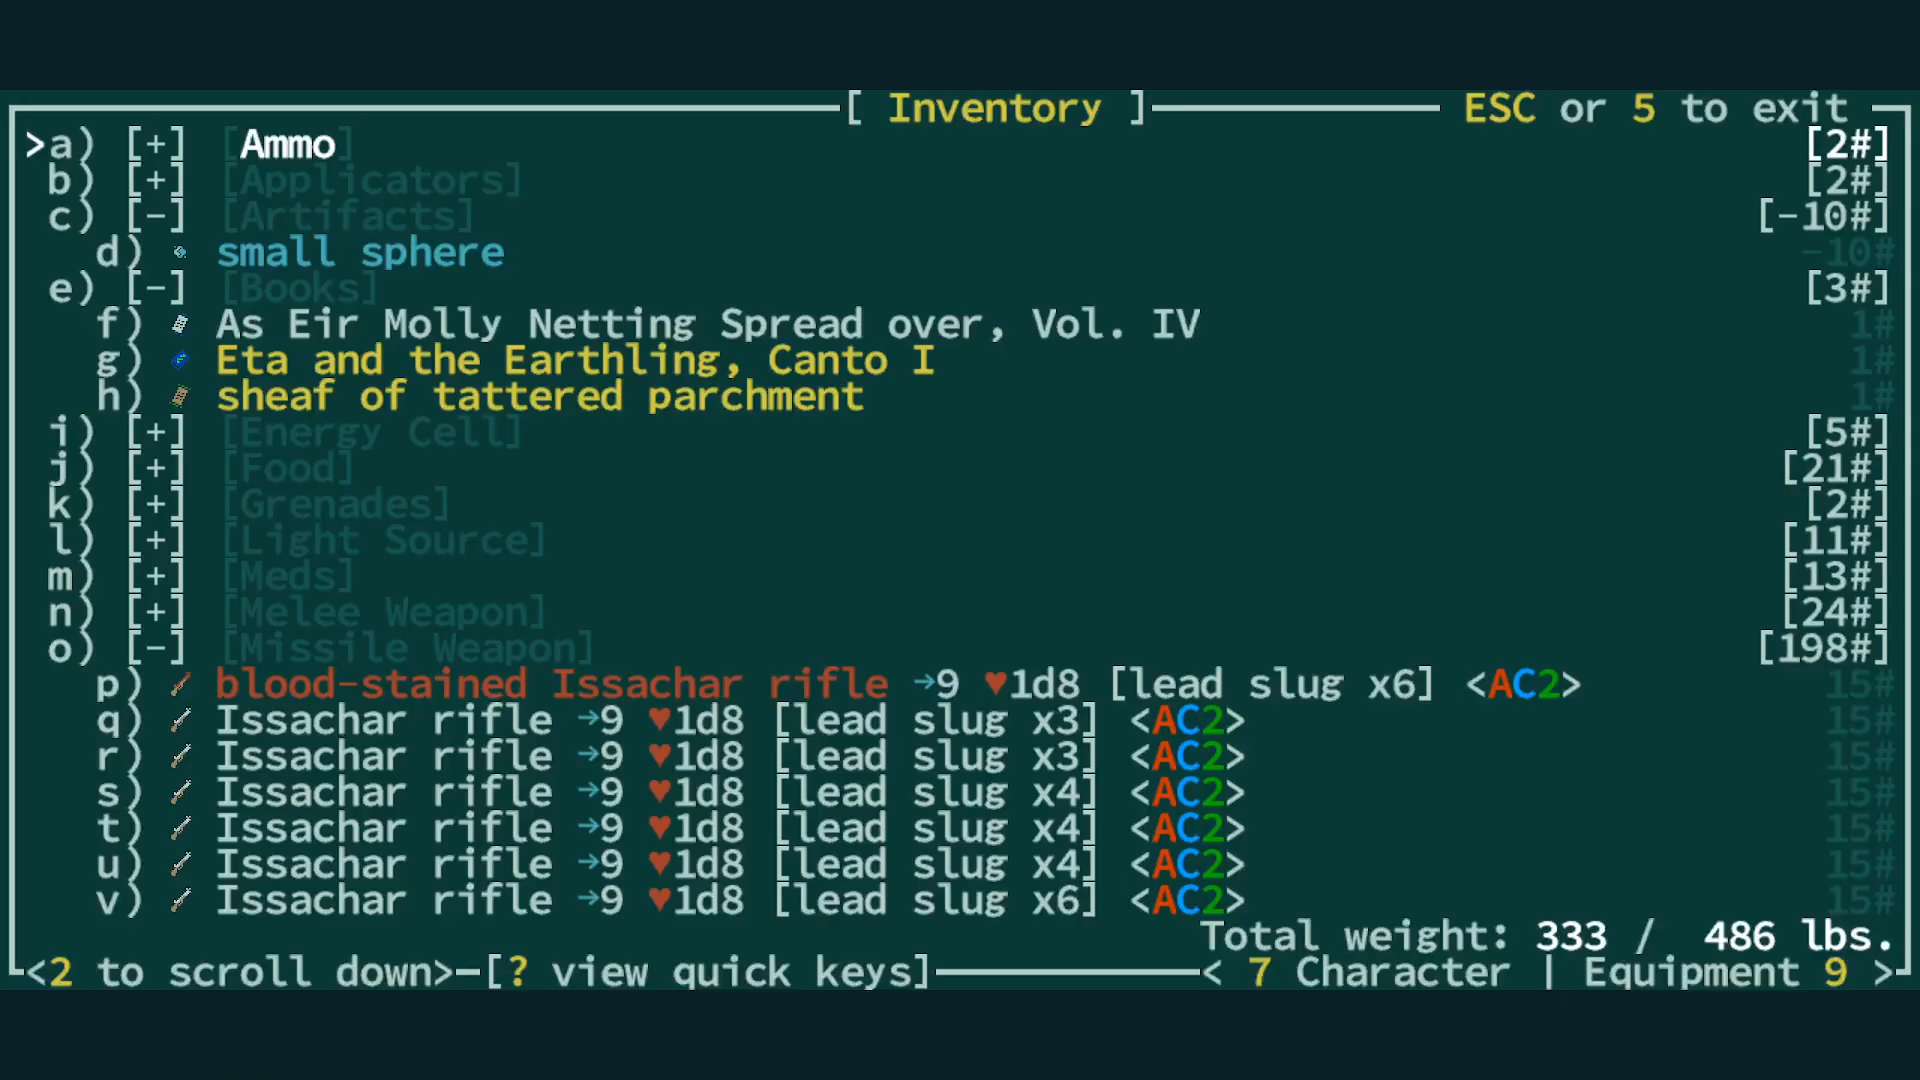 [ Inventory ] ESC or 5 to exit
>a) [+] [Ammo] [2#]
b) [+] [Applicators] [2#]
c) [-] [Artifacts] [-10#]
d) small sphere -10#
e) [-] [Books] [3#]
f) As Eir Molly Netting Spread over, Vol. IV 1#
g) Eta and the Earthling, Canto I 1#
h) sheaf of tattered parchment 1#
i) [+] [Energy Cell] [5#]
j) [+] [Food] [21#]
k) [+] [Grenades] [2#]
l) [+] [Light Source] [11#]
m) [+] [Meds] [13#]
n) [+] [Melee Weapon] [24#]
o) [-] [Missile Weapon] [198#]
p) blood-stained Issachar rifle →9 ♥1d8 [lead slug x6] <AC2> 15#
q) Issachar rifle →9 ♥1d8 [lead slug x3] <AC2> 15#
r) Issachar rifle →9 ♥1d8 [lead slug x3] <AC2> 15#
s) Issachar rifle →9 ♥1d8 [lead slug x4] <AC2> 15#
t) Issachar rifle →9 ♥1d8 [lead slug x4] <AC2> 15#
u) Issachar rifle →9 ♥1d8 [lead slug x4] <AC2> 15#
v) Issachar rifle →9 ♥1d8 [lead slug x6] <AC2> 15#
Total weight: 333 / 486 lbs.
<2 to scroll down> [? view quick keys] < 7 Character | Equipment 9 >